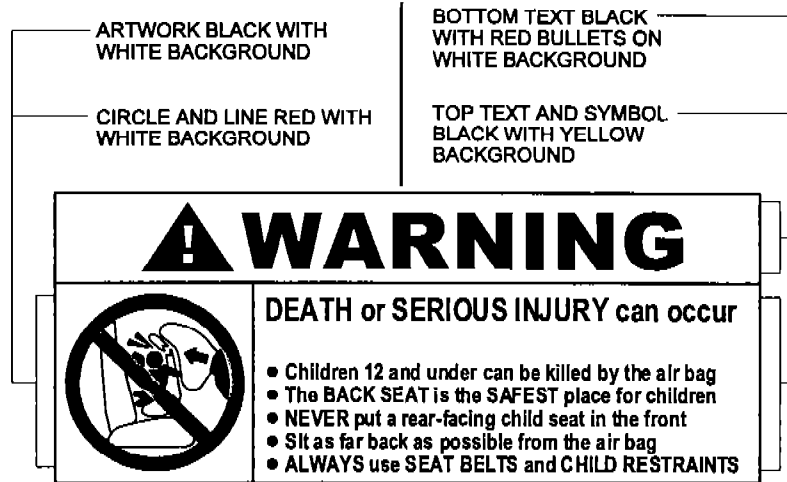 ARTWORK BLACK WITH
WHITE BACKGROUND
CIRCLE AND LINE RED WITH
WHITE BACKGROUND
BOTTOM TEXT BLACK
WITH RED BULLETS ON
WHITE BACKGROUND
TOP TEXT AND SYMBOL
BLACK WITH YELLOW
BACKGROUND
! WARNING
DEATH or SERIOUS INJURY can occur
• Children 12 and under can be killed by the air bag
• The BACK SEAT is the SAFEST place for children
• NEVER put a rear-facing child seat in the front
• Sit as far back as possible from the air bag
• ALWAYS use SEAT BELTS and CHILD RESTRAINTS